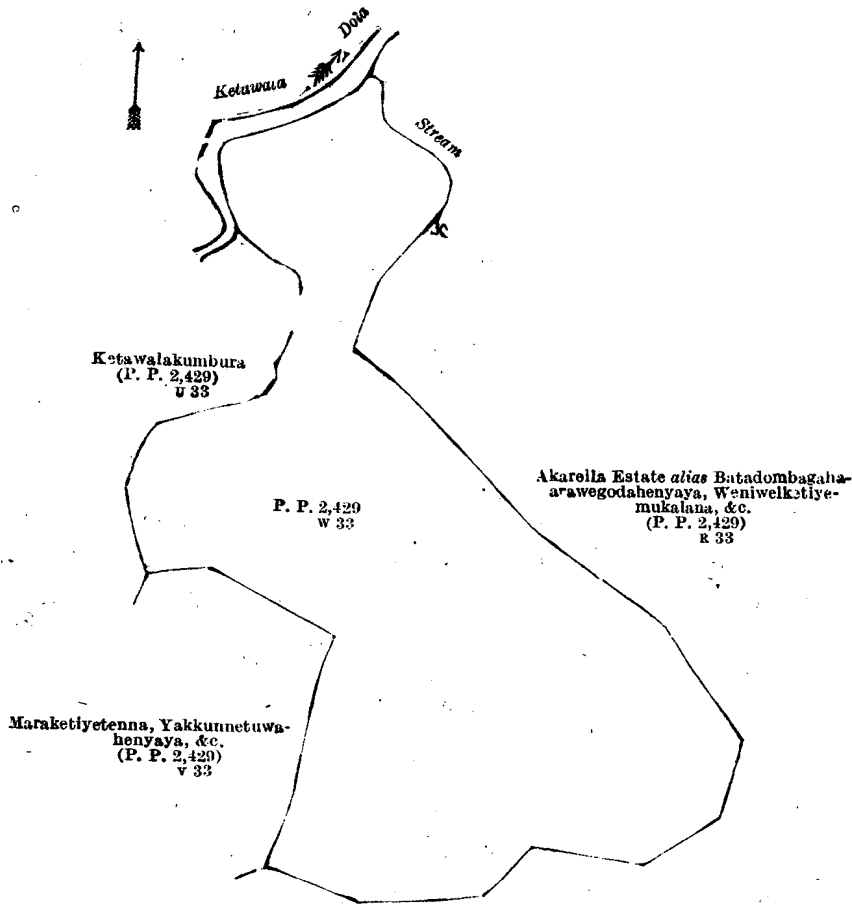 Ketawala Dola
Stream
Ketawalakumbura
(P. P. 2,429)
U 33
Akarella Estate alias Batadombagaha-
arawegodahenyaya, Weniwelketiye-
mukalana, &c.
(P. P. 2,429)
R 33
P. P. 2,429
W 33
Maraketiyetenna, Yakkunnetuwa-
henyaya, &c.
(P. P. 2,429)
V 33